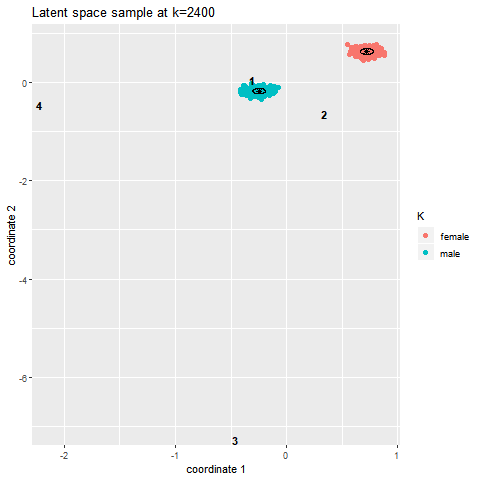 Latent space sample at k=2400
0
-2
-4
-6
coordinate 2
1
2
4
3
-2
-1
0
1
coordinate 1
K
female
male